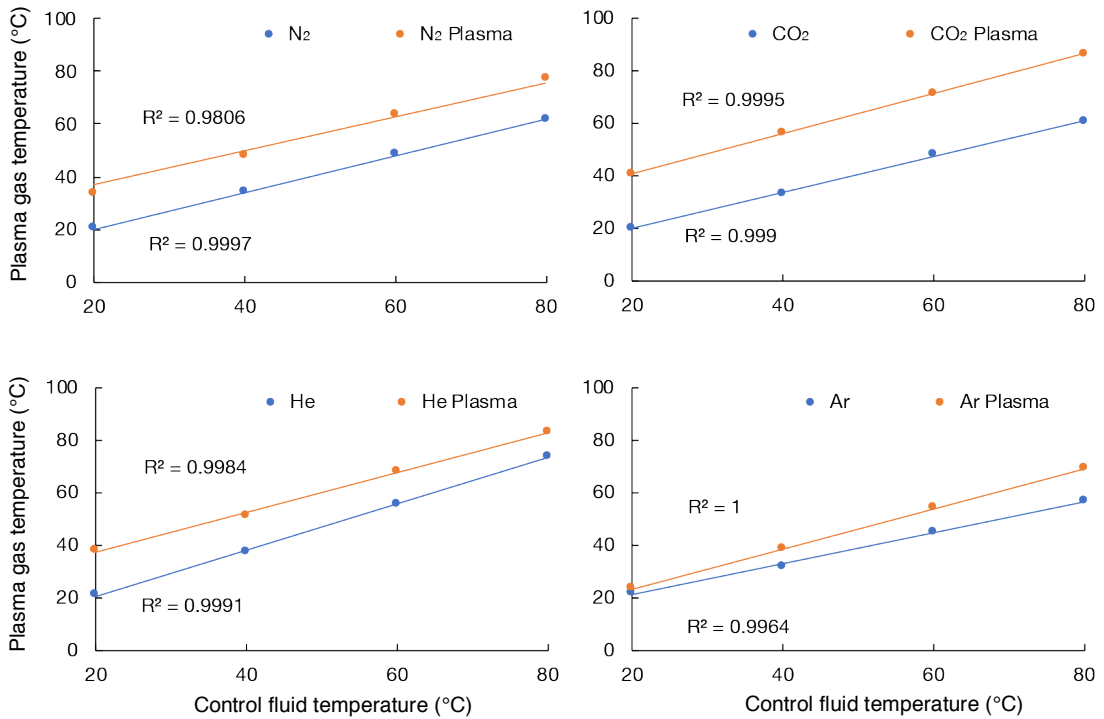 100
N₂
N₂ Plasma
80
R² = 0.9806
60
40
R² = 0.9997
20
0
20
40
60
80
Plasma gas temperature (°C)
100
CO₂
CO₂ Plasma
80
R² = 0.9995
60
40
R² = 0.999
20
0
20
40
60
80
100
He
He Plasma
80
R² = 0.9984
60
40
R² = 0.9991
20
0
20
40
60
80
Plasma gas temperature (°C)
Control fluid temperature (°C)
100
Ar
Ar Plasma
80
60
R² = 1
40
20
R² = 0.9964
0
20
40
60
80
Control fluid temperature (°C)